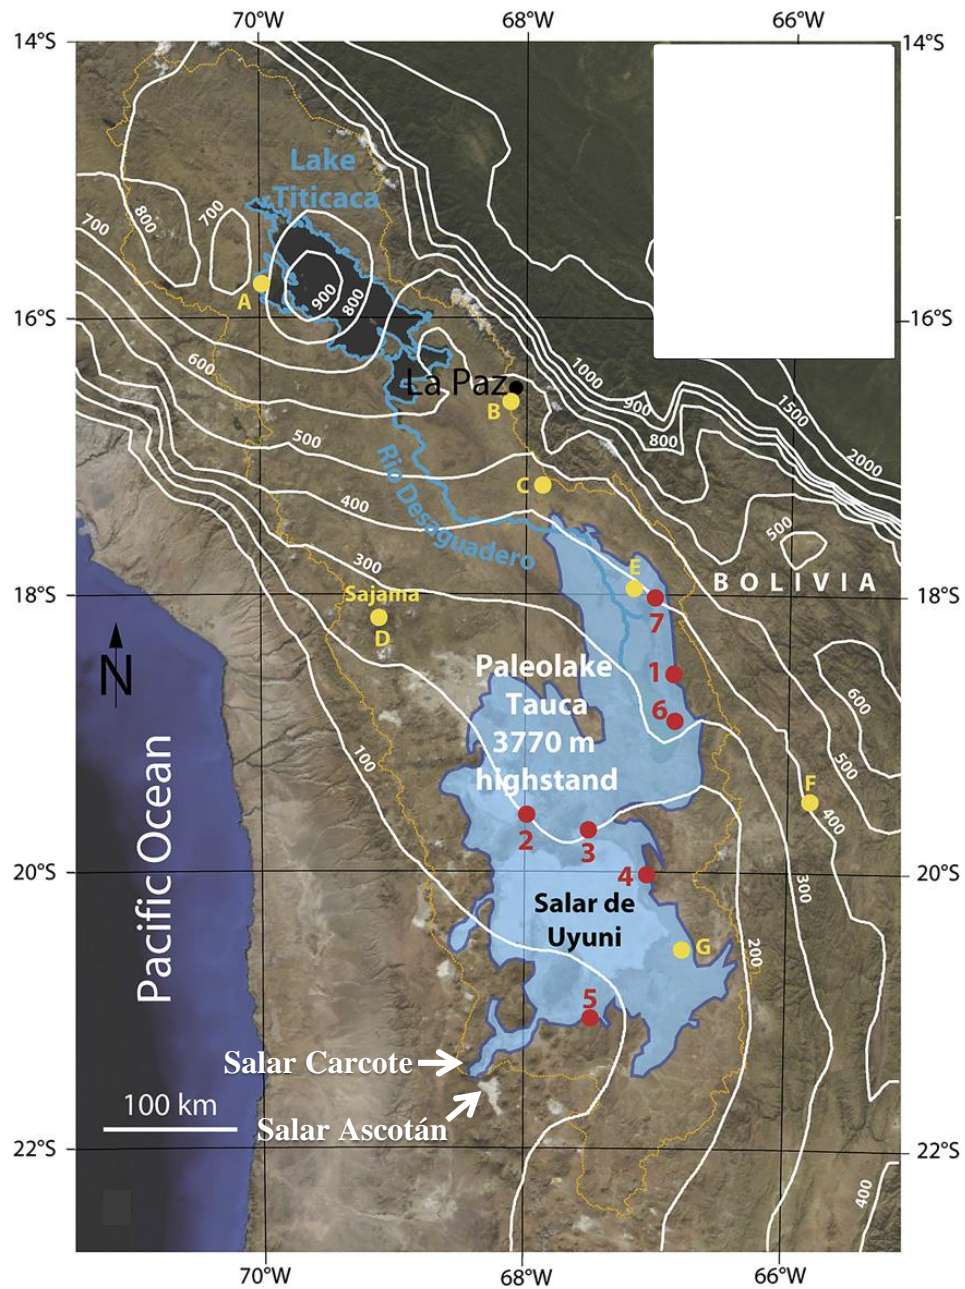 70°W
68°W
66°W
14°S
14°S
Lake
Titicaca
700
800
700
900
800
A
16°S
16°S
600
La Paz
B
1000
900
800
1500
2000
500
C
400
Río Desaguadero
500
300
E
BOLIVIA
18°S
18°S
Sajama
D
7
N
Paleolake
Tauca
3770 m
highstand
1
6
600
500
100
F
400
2
3
4
300
20°S
20°S
Pacific Ocean
Salar de
Uyuni
G
200
5
Salar Carcote
100 km
Salar Ascotán
22°S
22°S
400
70°W
68°W
66°W